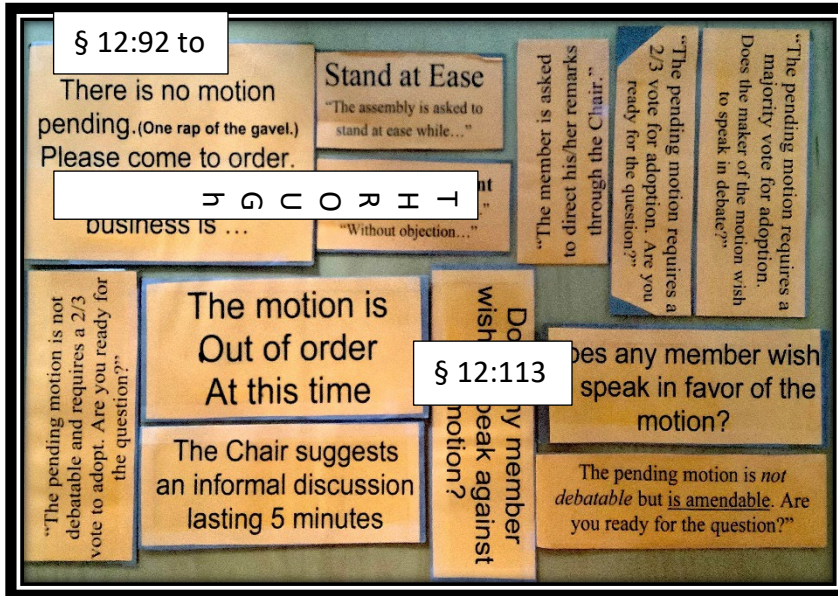 § 12:92 to
There is no motion
pending.(One rap of the gavel.)
Please come to order.
T H R O U G h
business is …
Stand at Ease
“The assembly is asked to
stand at ease while…”
“Without objection…”
“The member is asked
to direct his/her remarks
through the Chair.”
“The pending motion requires a
2/3 vote for adoption. Are you
ready for the question?”
“The pending motion requires a
majority vote for adoption.
Does the maker of the motion wish
to speak in debate?”
“The pending motion is not
debatable and requires a 2/3
vote to adopt. Are you ready for
the question?”
The motion is
Out of order
At this time
The Chair suggests
an informal discussion
lasting 5 minutes
§ 12:113
Do ny member
wish peak against
motion?
oes any member wish
speak in favor of the
motion?
The pending motion is not
debatable but is amendable. Are
you ready for the question?”